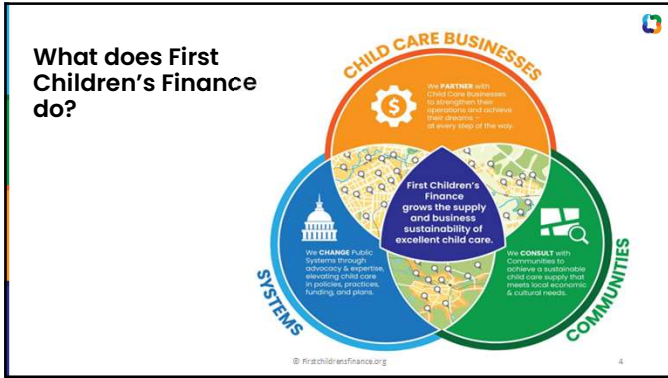 What does First
Children's Finance
do?
CHILD CARE BUSINESSES
We PARTNER with
Child Care Businesses
to strengthen their
operations and achieve
their dreams –
at every step of the way.
$
First Children's
Finance
grows the supply
and business
sustainability of
excellent child care.
We CHANGE Public
Systems through
advocacy & expertise,
elevating child care
in policies, practices,
funding, and plans.
SYSTEMS
We CONSULT with
Communities to
achieve a sustainable
child care supply that
meets local economic
& cultural needs.
COMMUNITIES
© Firstchildrensfinance.org
4